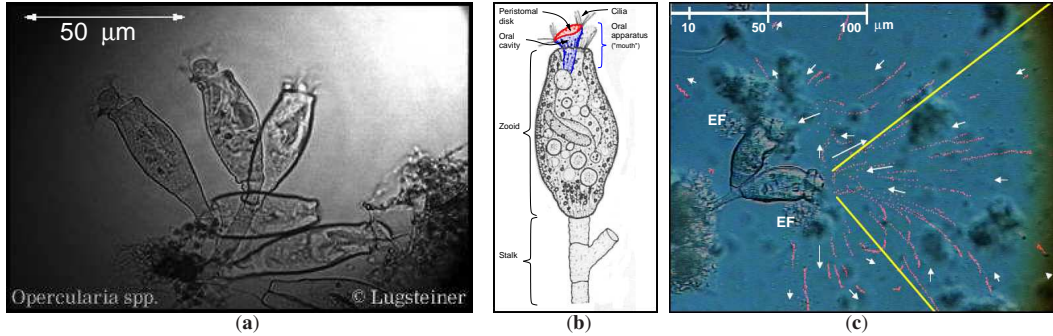 50 μm
Opercularia spp.
© Lugsteiner
(a)
Peristomal
disk
Cilia
Oral
cavity
Oral
apparatus
("mouth")
Zooid
Stalk
(b)
10
50
100
μm
EF
EF
(c)